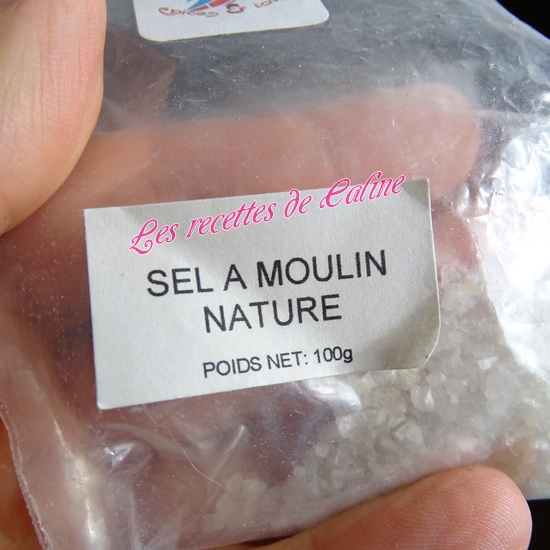 Les recettes de Caline
SEL A MOULIN
NATURE
POIDS NET: 100g